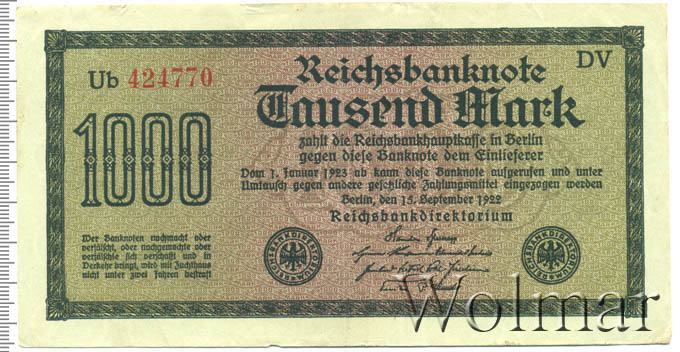 DV
Ub 424770
Reichsbanknote
Tausend Mark
1000
zahlt die Reichsbankhauptkasse in Berlin
gegen diese Banknote dem Einlieferer
Dom 1. Januar 1923 ab kann diese Banknote aufgerufen und unter
Umtausch gegen andere gesetzliche Zahlungsmittel eingezogen werden
Berlin, den 15. September 1922
Reichsbankdirektorium
Wer Banknoten nachmacht oder
verfälscht, oder nachgemachte oder
verfälschte sich verschafft und in
Verkehr bringt, wird mit Zuchthaus
nicht unter zwei Jahren bestraft
Wolmar